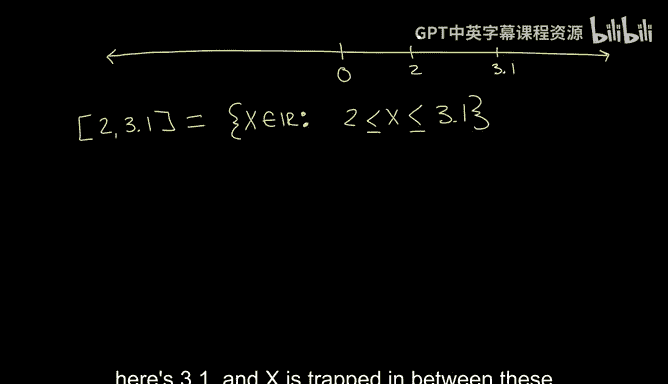 GPT中英字幕课程资源 bilibili
0 2 3.1
[2,3.1] = {X∈ℝ: 2 ≤ X ≤ 3.1}
here's 3.1, and X is trapped in between these